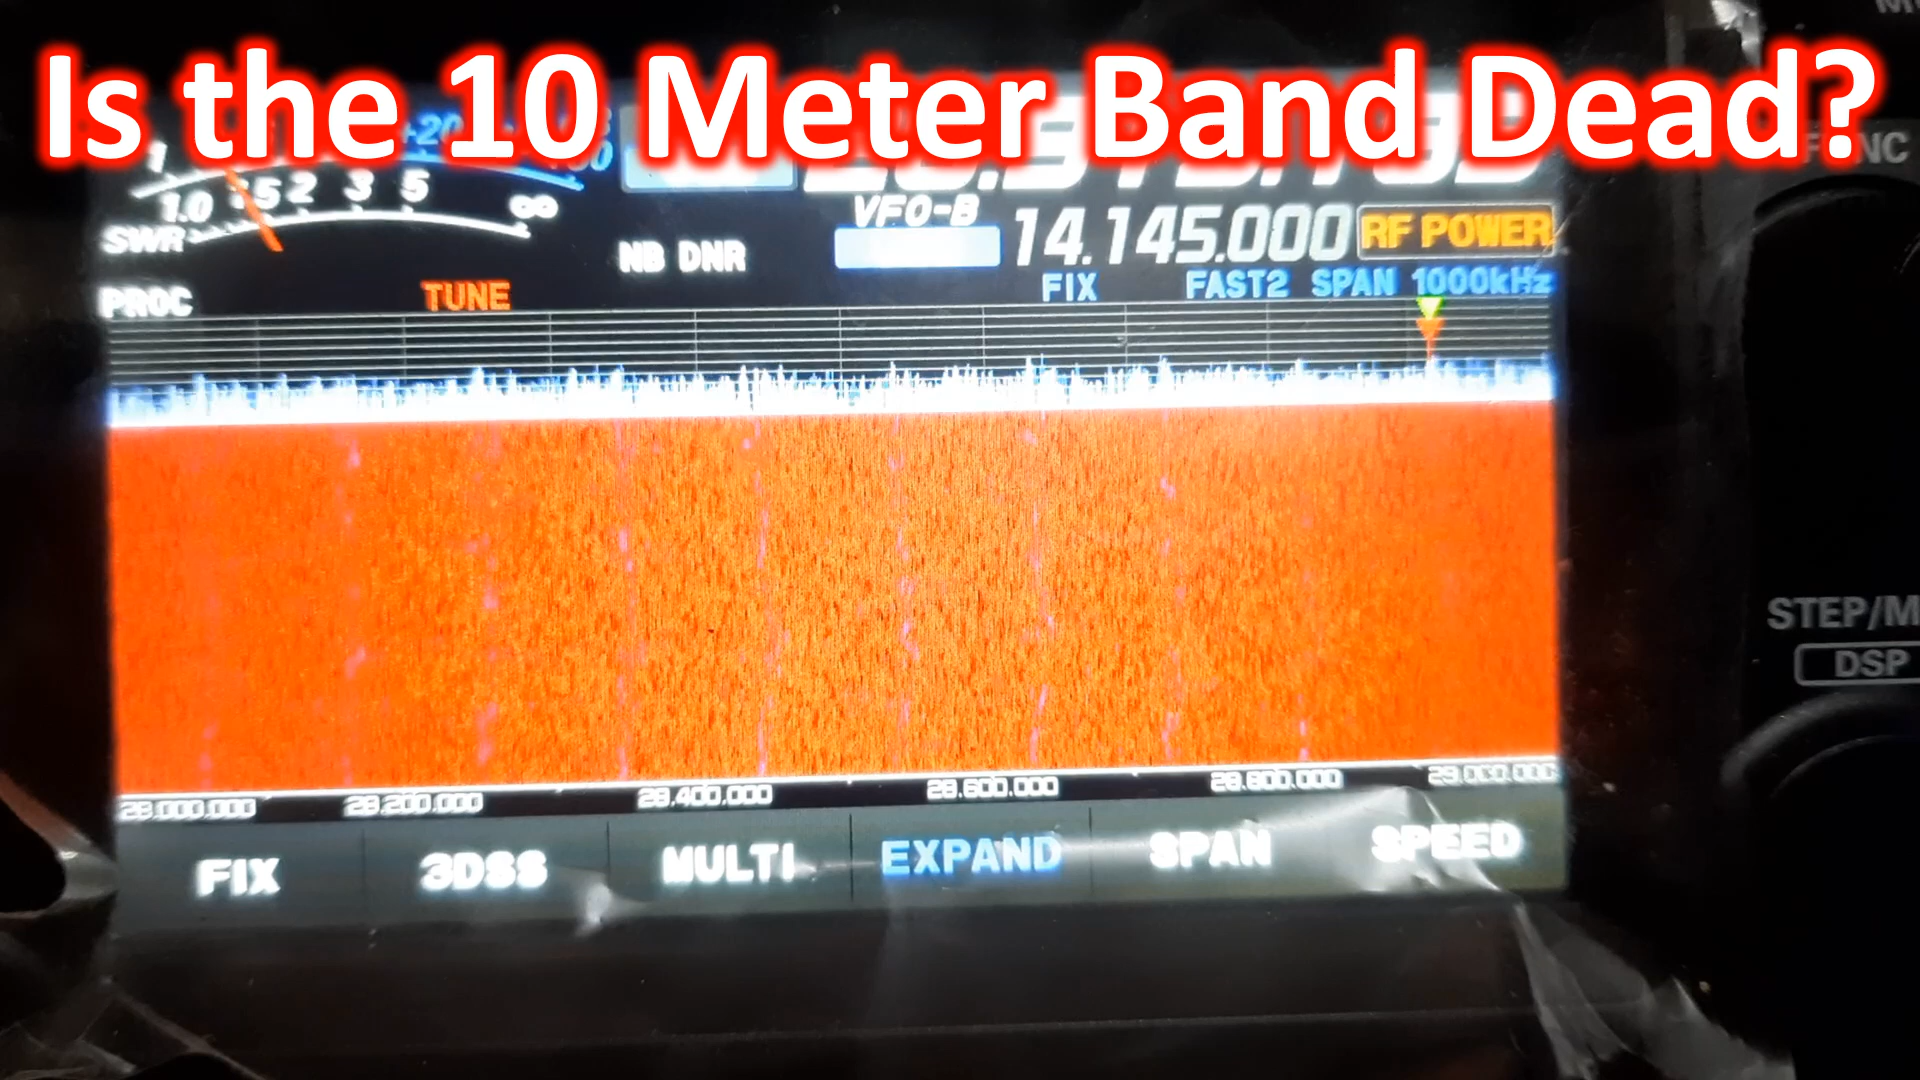 Is the 10 Meter Band Dead?
+20
1
1.0 1.5 2 3 5 ∞
SWR
VFO-B
14.145.000 RF POWER
NB DNR
FIX FAST2 SPAN 1000kHz
PROC TUNE
28.000.000 28.200.000 28.400.000 28.600.000 28.800.000 29.000.000
FIX 3DSS MULTI EXPAND SPAN SPEED
STEP/M
DSP